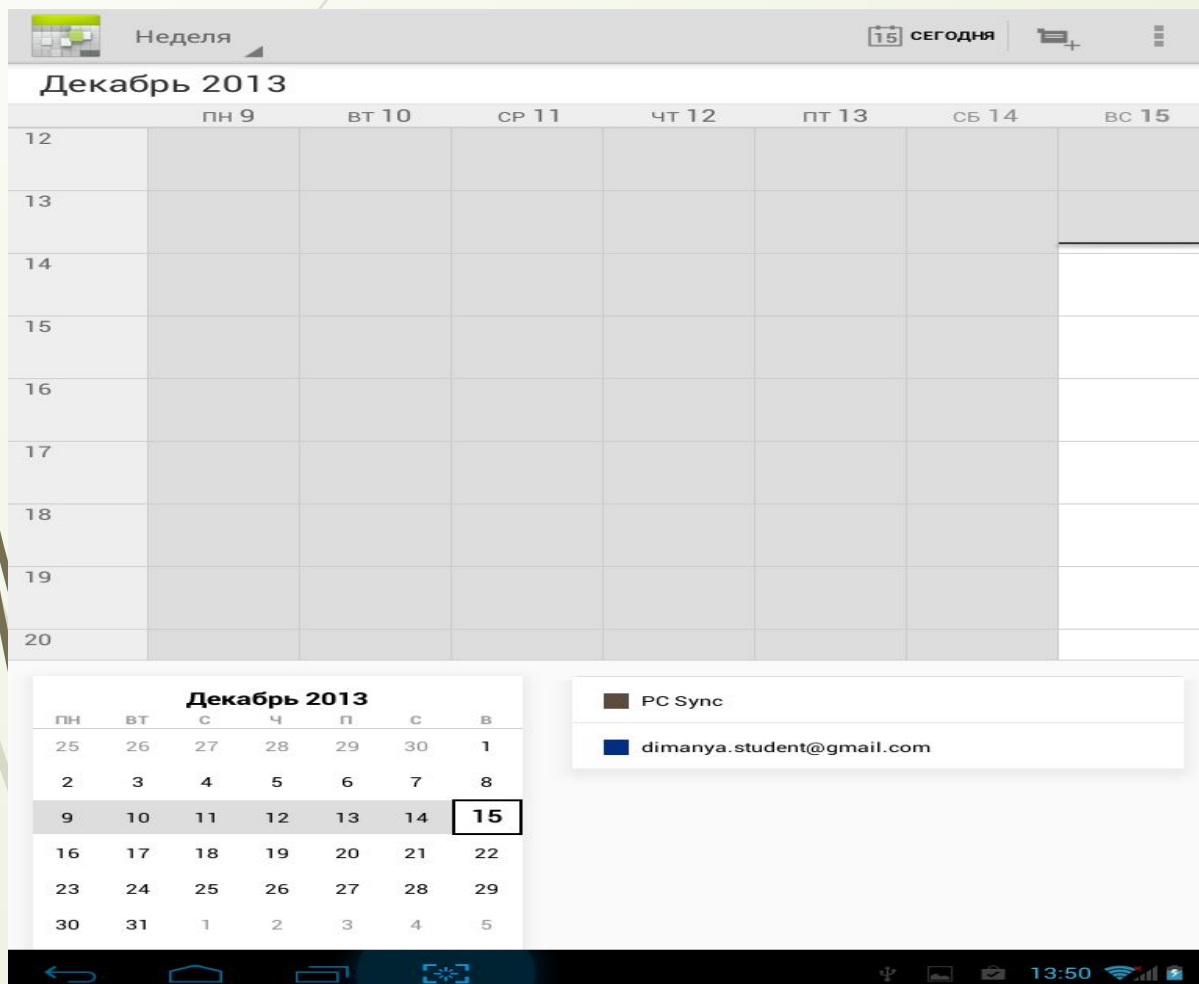 Неделя 15 СЕГОДНЯ
Декабрь 2013
ПН 9 ВТ 10 СР 11 ЧТ 12 ПТ 13 СБ 14 ВС 15
12
13
14
15
16
17
18
19
20
Декабрь 2013
ПН ВТ С Ч П С В
25 26 27 28 29 30 1
2 3 4 5 6 7 8
9 10 11 12 13 14 15
16 17 18 19 20 21 22
23 24 25 26 27 28 29
30 31 1 2 3 4 5
PC Sync
dimanya.student@gmail.com
13:50